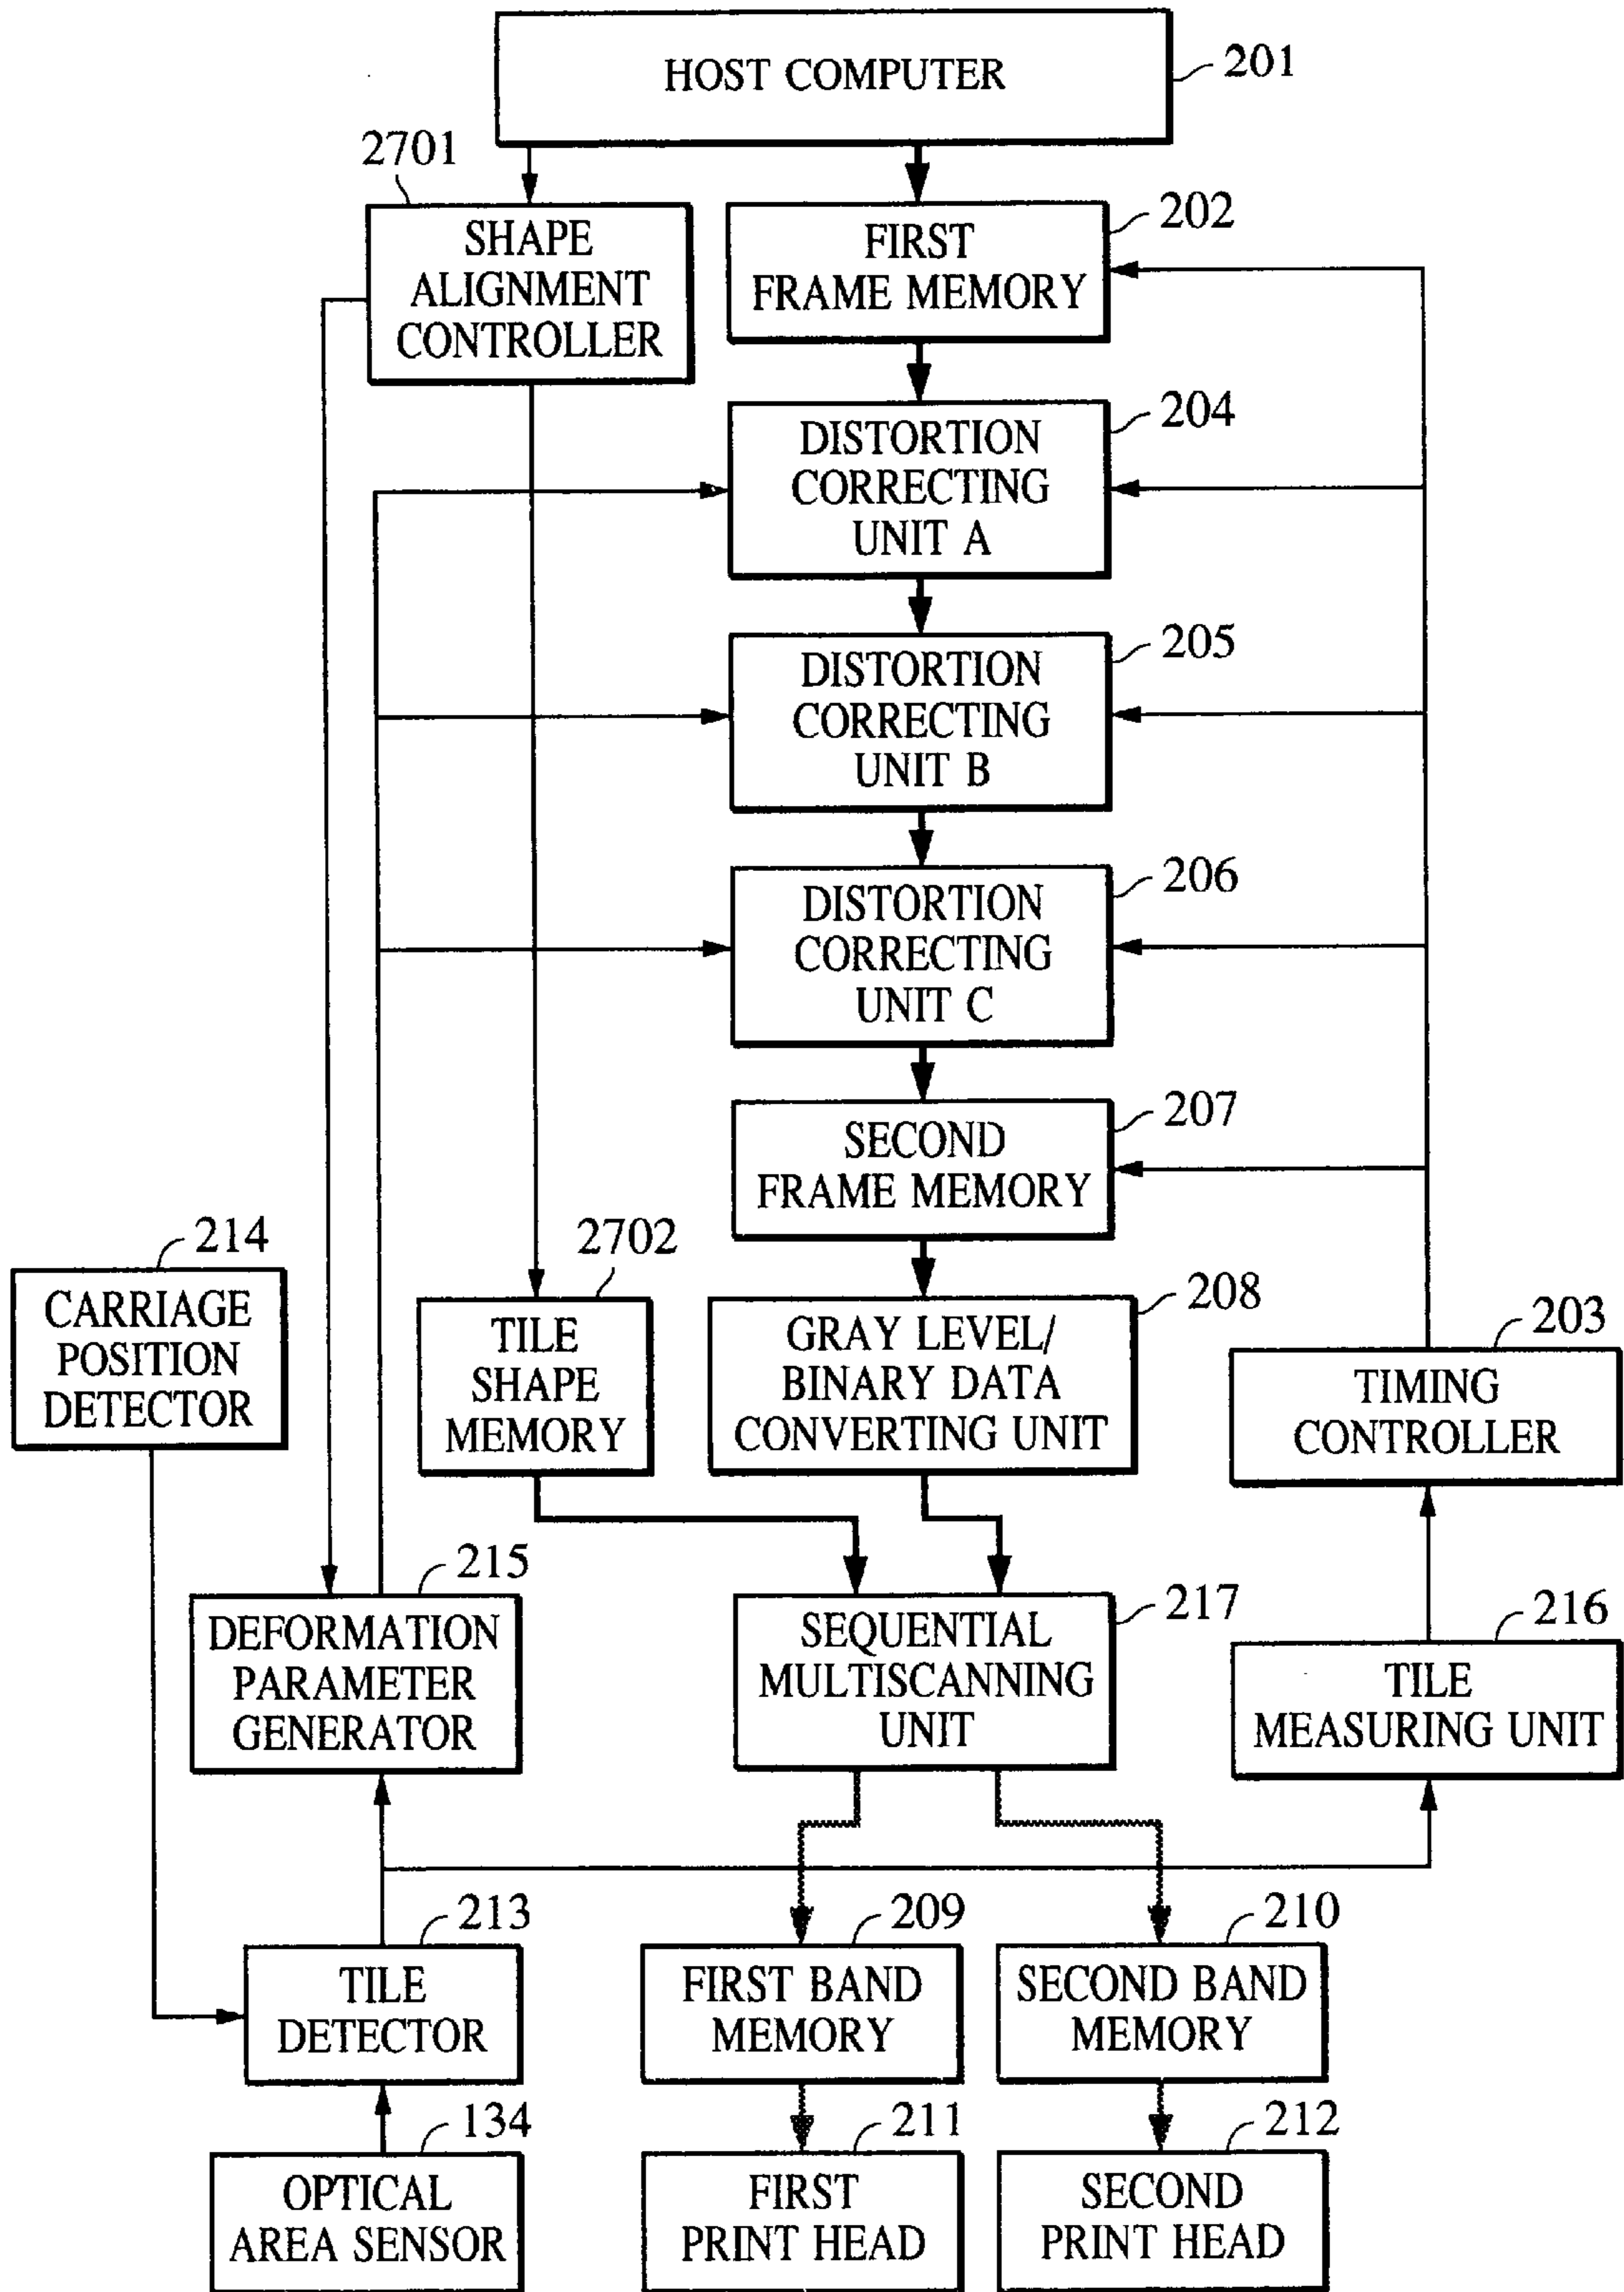 HOST COMPUTER
201
2701
SHAPE
ALIGNMENT
CONTROLLER
202
FIRST
FRAME MEMORY
204
DISTORTION
CORRECTING
UNIT A
205
DISTORTION
CORRECTING
UNIT B
206
DISTORTION
CORRECTING
UNIT C
207
SECOND
FRAME MEMORY
214
CARRIAGE
POSITION
DETECTOR
2702
TILE
SHAPE
MEMORY
208
GRAY LEVEL/
BINARY DATA
CONVERTING UNIT
203
TIMING
CONTROLLER
215
DEFORMATION
PARAMETER
GENERATOR
217
SEQUENTIAL
MULTISCANNING
UNIT
216
TILE
MEASURING UNIT
213
TILE
DETECTOR
209
FIRST BAND
MEMORY
210
SECOND BAND
MEMORY
134
OPTICAL
AREA SENSOR
211
FIRST
PRINT HEAD
212
SECOND
PRINT HEAD